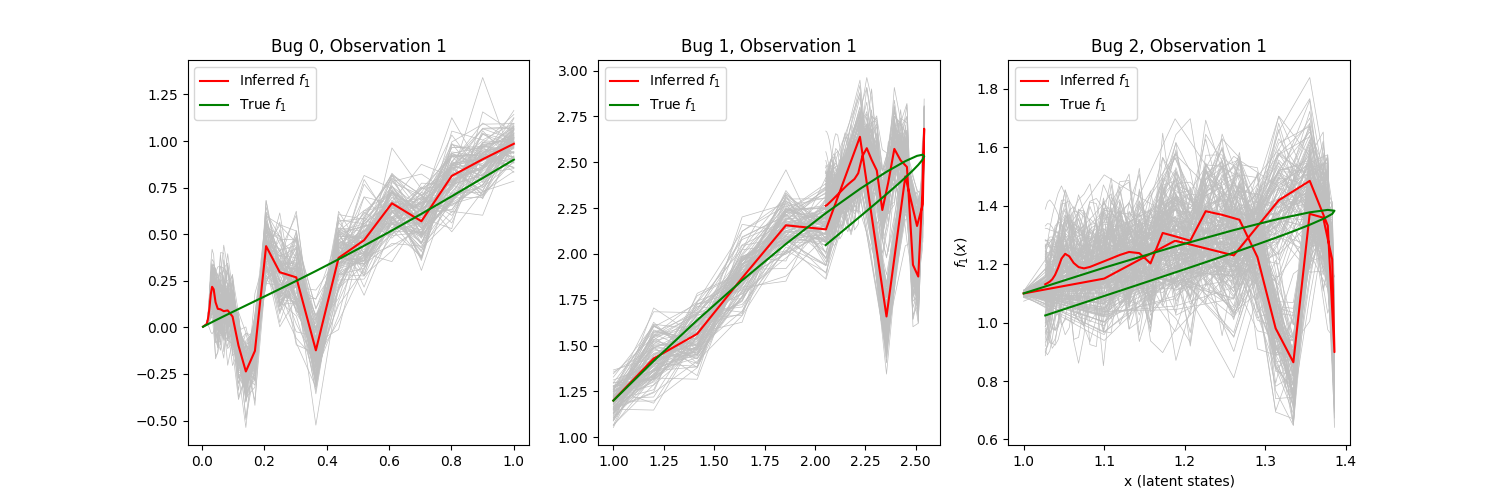 Bug 0, Observation 1
Inferred f₁
True f₁
1.25
1.00
0.75
0.50
0.25
0.00
−0.25
−0.50
0.0 0.2 0.4 0.6 0.8 1.0
Bug 1, Observation 1
Inferred f₁
True f₁
3.00
2.75
2.50
2.25
2.00
1.75
1.50
1.25
1.00
1.00 1.25 1.50 1.75 2.00 2.25 2.50
Bug 2, Observation 1
Inferred f₁
True f₁
f₁(x)
1.8
1.6
1.4
1.2
1.0
0.8
0.6
1.0 1.1 1.2 1.3 1.4
x (latent states)